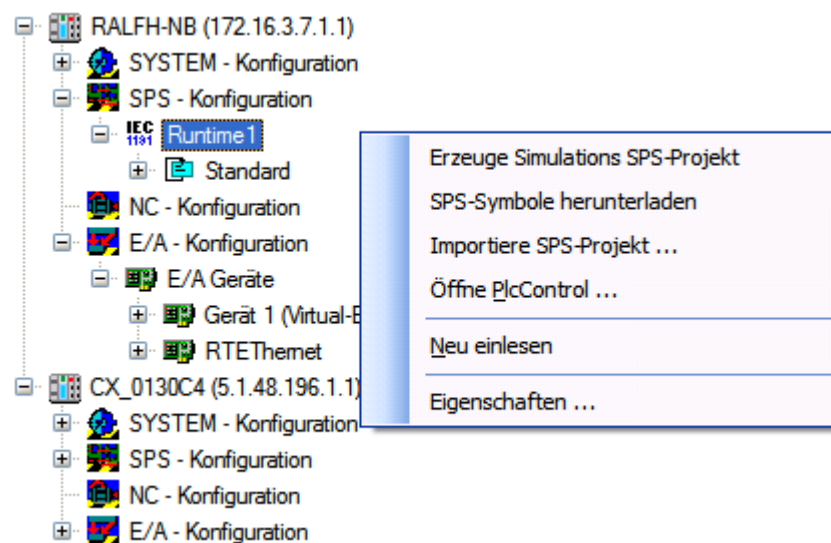 RALFH-NB (172.16.3.7.1.1)
SYSTEM - Konfiguration
SPS - Konfiguration
IEC 1131 Runtime1
Standard
NC - Konfiguration
E/A - Konfiguration
E/A Geräte
Gerät 1 (Virtual-E
RTEThernet
CX_0130C4 (5.1.48.196.1.1)
SYSTEM - Konfiguration
SPS - Konfiguration
NC - Konfiguration
E/A - Konfiguration
Erzeuge Simulations SPS-Projekt
SPS-Symbole herunterladen
Importiere SPS-Projekt ...
Öffne PlcControl ...
Neu einlesen
Eigenschaften ...